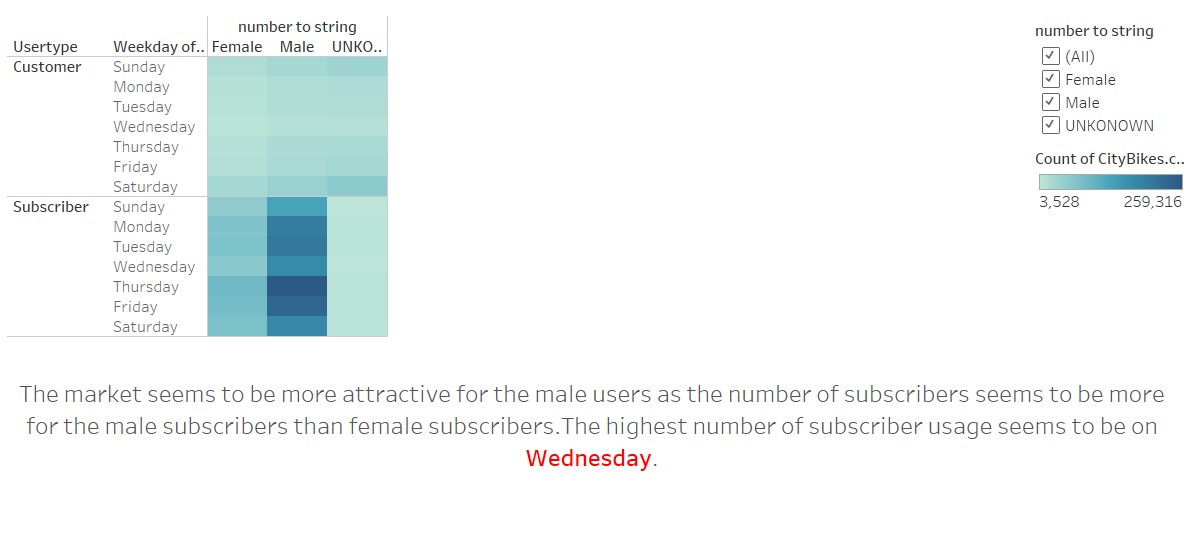 number to string
Usertype Weekday of.. Female Male UNKO..
Customer Sunday
Monday
Tuesday
Wednesday
Thursday
Friday
Saturday
Subscriber Sunday
Monday
Tuesday
Wednesday
Thursday
Friday
Saturday
number to string
(All)
Female
Male
UNKONOWN
Count of CityBikes.c..
3,528 259,316
The market seems to be more attractive for the male users as the number of subscribers seems to be more
for the male subscribers than female subscribers.The highest number of subscriber usage seems to be on
Wednesday.